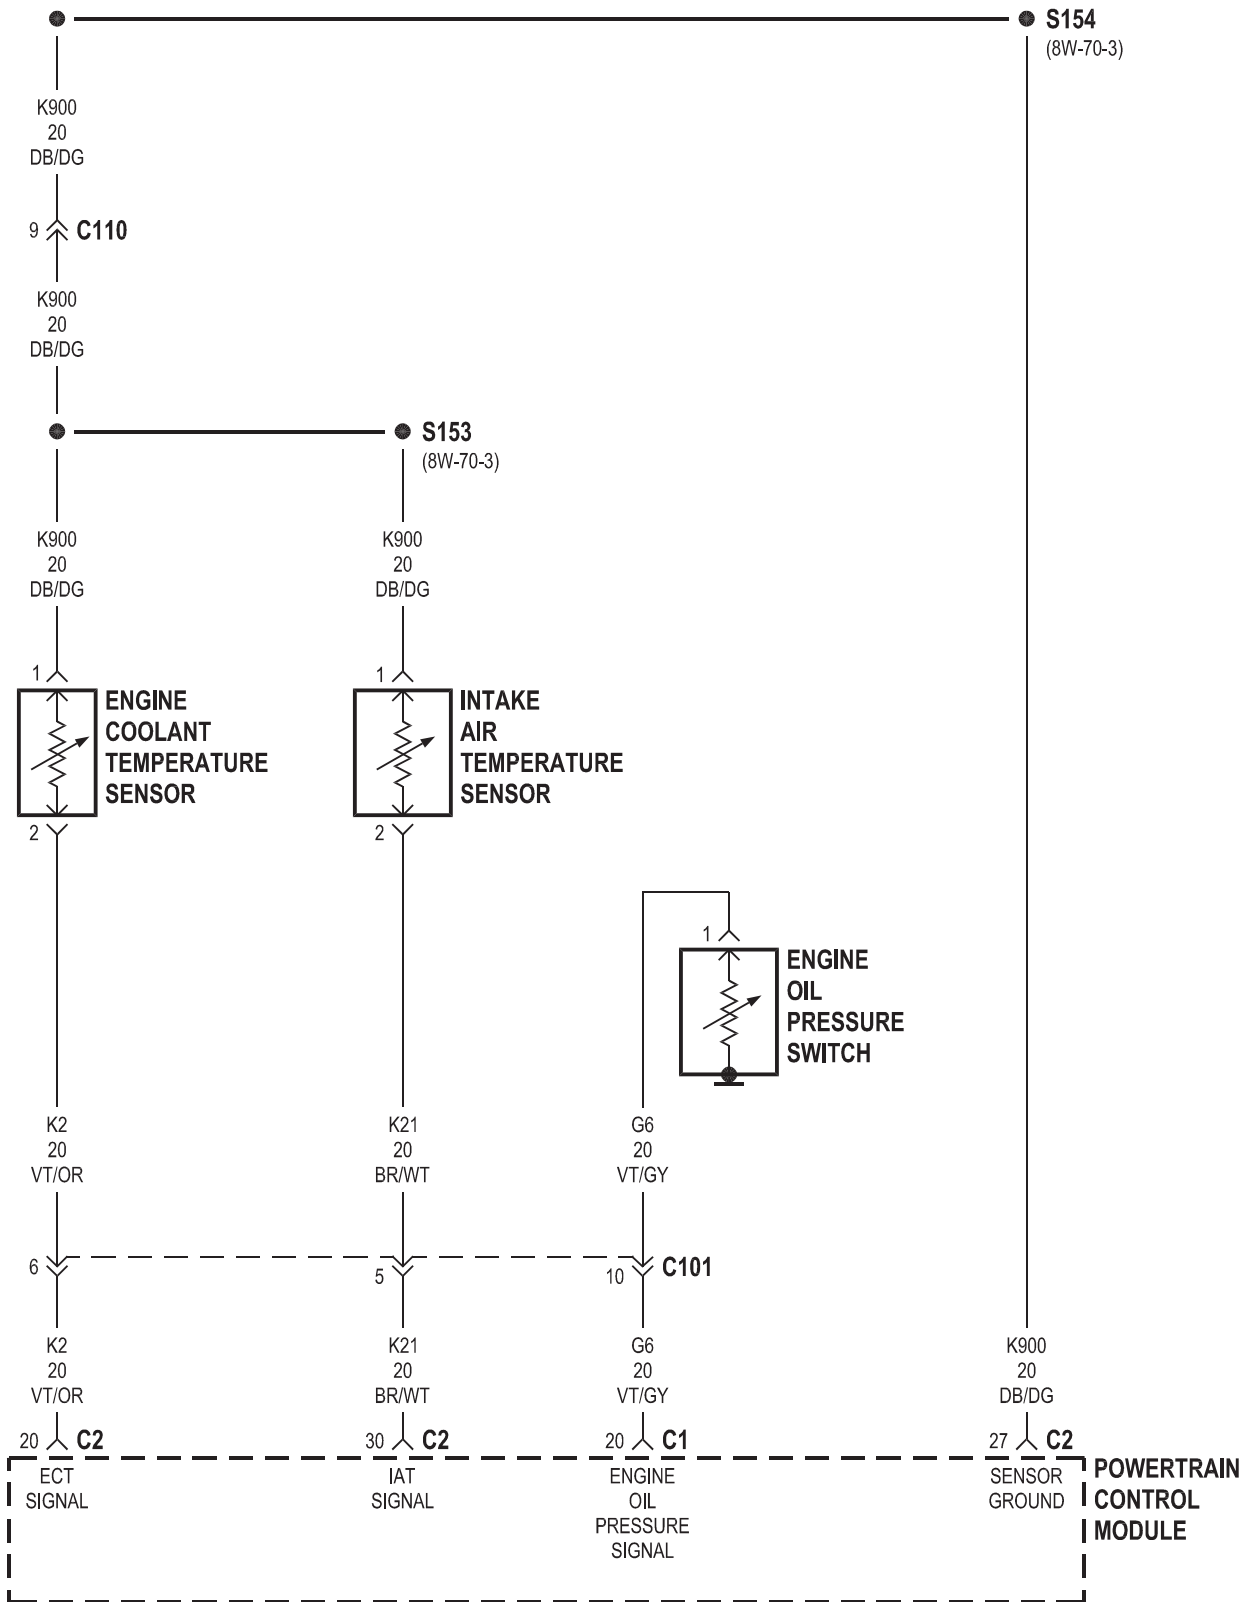 S154
(8W-70-3)
K900
20
DB/DG
9
C110
K900
20
DB/DG
S153
(8W-70-3)
K900
20
DB/DG
K900
20
DB/DG
1
ENGINE
COOLANT
TEMPERATURE
SENSOR
2
1
INTAKE
AIR
TEMPERATURE
SENSOR
2
1
ENGINE
OIL
PRESSURE
SWITCH
K2
20
VT/OR
K21
20
BR/WT
G6
20
VT/GY
6
5
10
C101
K2
20
VT/OR
K21
20
BR/WT
G6
20
VT/GY
K900
20
DB/DG
20
C2
30
C2
20
C1
27
C2
ECT
SIGNAL
IAT
SIGNAL
ENGINE
OIL
PRESSURE
SIGNAL
SENSOR
GROUND
POWERTRAIN
CONTROL
MODULE